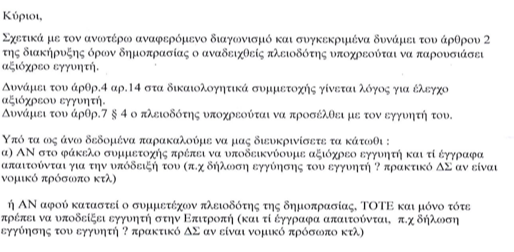 Κύριοι,
Σχετικά με τον ανωτέρω αναφερόμενο διαγωνισμό και συγκεκριμένα δυνάμει του άρθρου 2
της διακήρυξης όρων δημοπρασίας ο αναδειχθείς πλειοδότης υποχρεούται να παρουσιάσει
αξιόχρεο εγγυητή.
Δυνάμει του άρθρ.4 αρ.14 στα δικαιολογητικά συμμετοχής γίνεται λόγος για έλεγχο
αξιόχρεου εγγυητή.
Δυνάμει του άρθρ.7 § 4 ο πλειοδότης υποχρεούται να προσέλθει με τον εγγυητή του.
Υπό τα ως άνω δεδομένα παρακαλούμε να μας διευκρινίσετε τα κάτωθι :
α) ΑΝ στο φάκελο συμμετοχής πρέπει να υποδεικνύουμε αξιόχρεο εγγυητή και τί έγγραφα
απαιτούνται για την υπόδειξή του (π.χ δήλωση εγγύησης του εγγυητή ? πρακτικό ΔΣ αν είναι
νομικό πρόσωπο κτλ)
ή ΑΝ αφού καταστεί ο συμμετέχων πλειοδότης της δημοπρασίας, ΤΟΤΕ και μόνο τότε
πρέπει να υποδείξει εγγυητή στην Επιτροπή (και τί έγγραφα απαιτούνται, π.χ δήλωση
εγγύησης του εγγυητή ? πρακτικό ΔΣ αν είναι νομικό πρόσωπο κτλ)